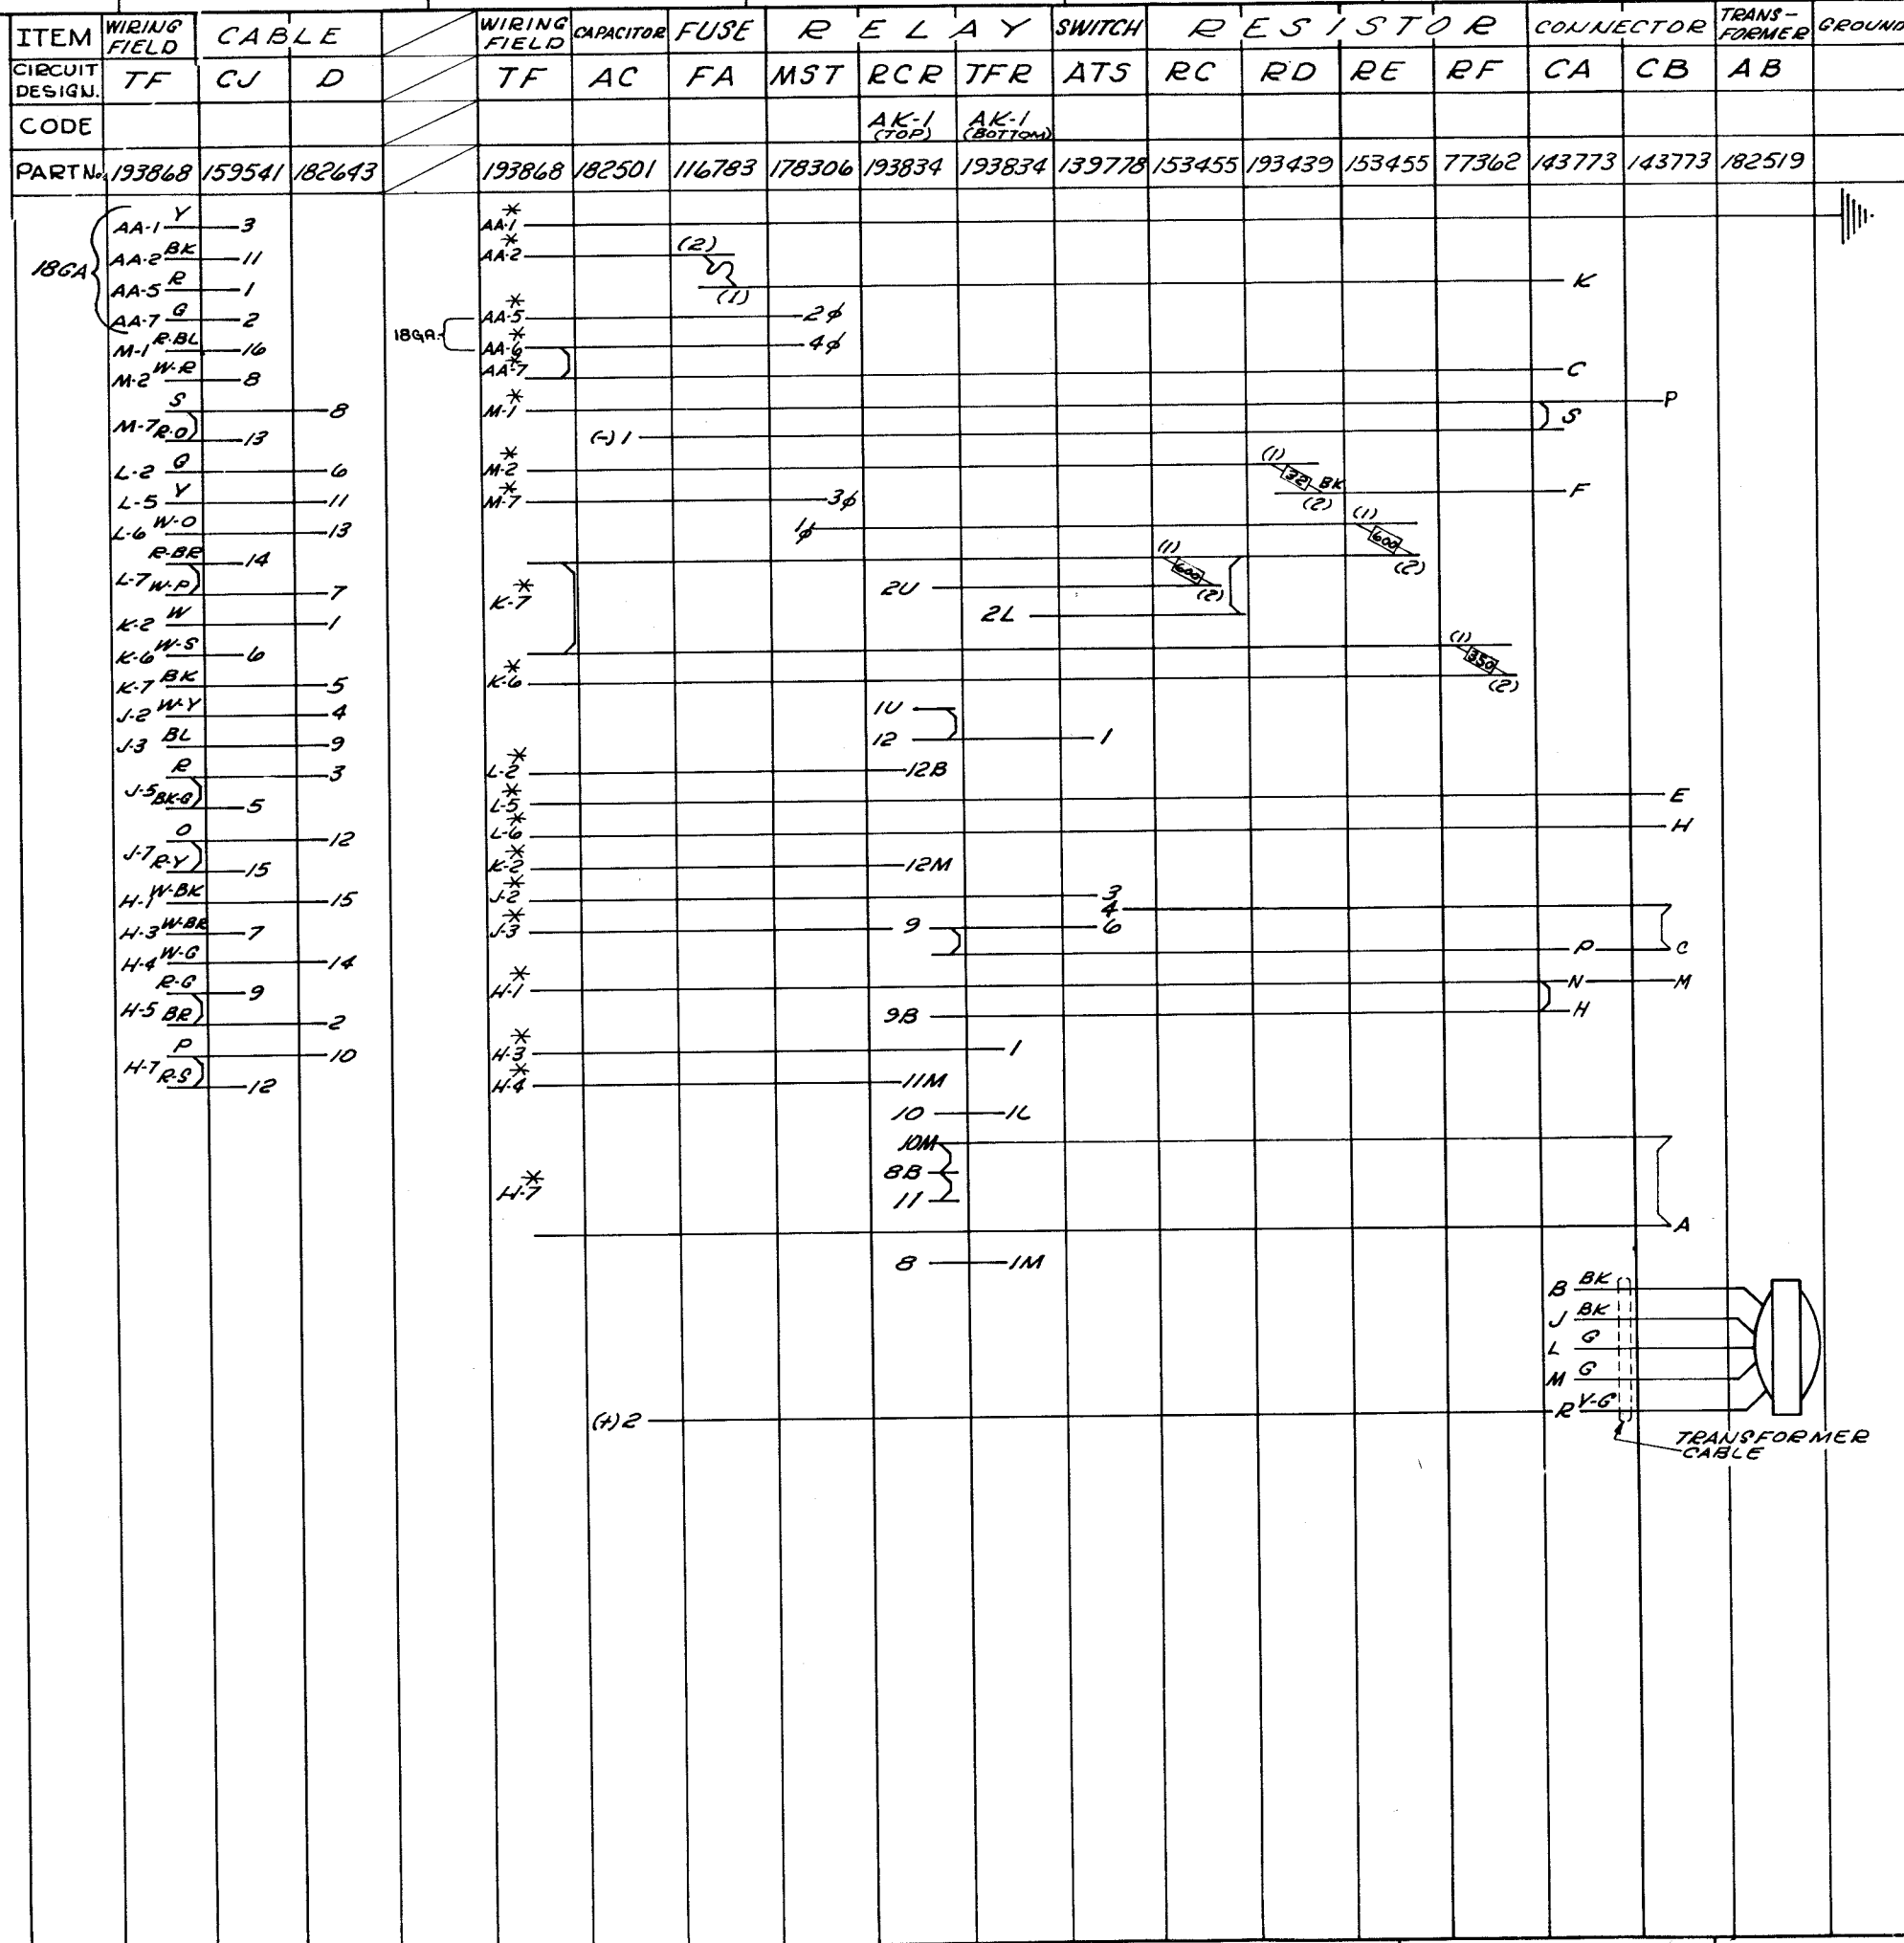 ITEM WIRING FIELD CABLE WIRING FIELD CAPACITOR FUSE RELAY SWITCH RESISTOR CONNECTOR TRANS-FORMER GROUND
CIRCUIT DESIGN. TF CJ D TF AC FA MST RCR TFR ATS RC RD RE RF CA CB AB
CODE AK-1 (TOP) AK-1 (BOTTOM)
PART No. 193868 159541 182643 193868 182501 116783 178306 193834 193834 139778 153455 193439 153455 77362 143773 143773 182519
18GA
AA-1 Y 3
AA-2 BK 11
AA-5 R 1
AA-7 G 2
M-1 R-BL 16
M-2 W-R 8
S 8
M-7 R-O 13
L-2 G 6
L-5 Y 11
L-6 W-O 13
R-BR 14
L-7 W-P 7
K-2 W 1
K-6 W-S 6
K-7 BK 5
J-2 W-Y 4
J-3 BL 9
R 3
J-5 BK-G 5
O 12
J-7 R-Y 15
H-1 W-BK 15
H-3 W-BR 7
H-4 W-G 14
R-G 9
H-5 BR 2
P 10
H-7 R-S 12
* AA-1
* AA-2 (2)
(1) K
18GA.
* AA-5 2ϕ
* AA-6 4ϕ
* AA-7 C
* M-1 P
S
(-) 1
* M-2 (1)
32 BK
* M-7 3ϕ (2) F
1ϕ (1)
600
(1) (2)
600
* K-7 2U (2)
2L
(1)
350
* K-6 (2)
1U
12 1
* L-2 12B
* L-5 E
* L-6 H
* K-2 12M
* J-2 3
4
* J-3 9 6
P C
* H-1 N M
9B H
* H-3 1
* H-4 11M
10 1L
10M
8B
* H-7 11
A
8 1M
B BK
J BK
L G
M G
(+) 2 R Y-G
TRANSFORMER
CABLE